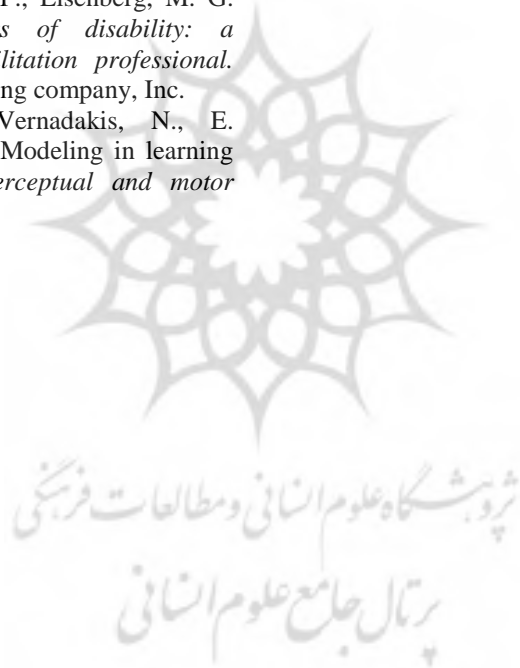 P., Eisenberg, M. G.
s of disability: a
ilitation professional.
ng company, Inc.
Vernadakis, N., E.
Modeling in learning
erceptual and motor
پژوهشگاه علوم انسانی و مطالعات فرهنگی
پرتال جامع علوم انسانی